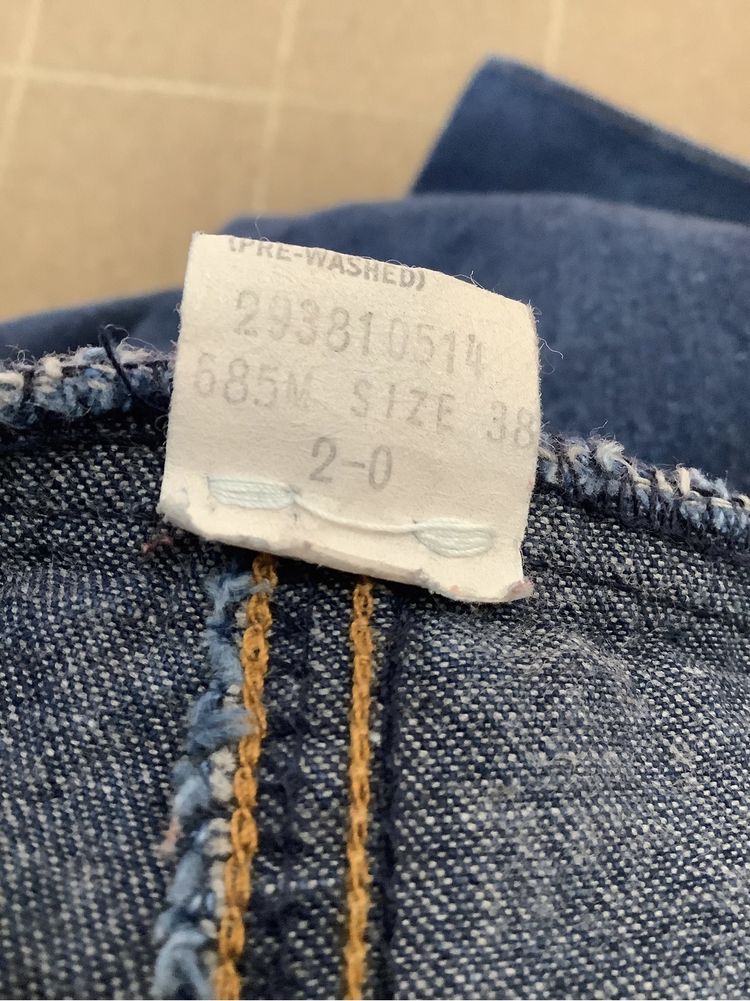 (PRE-WASHED)
293810514
685M SIZE 38
2-0